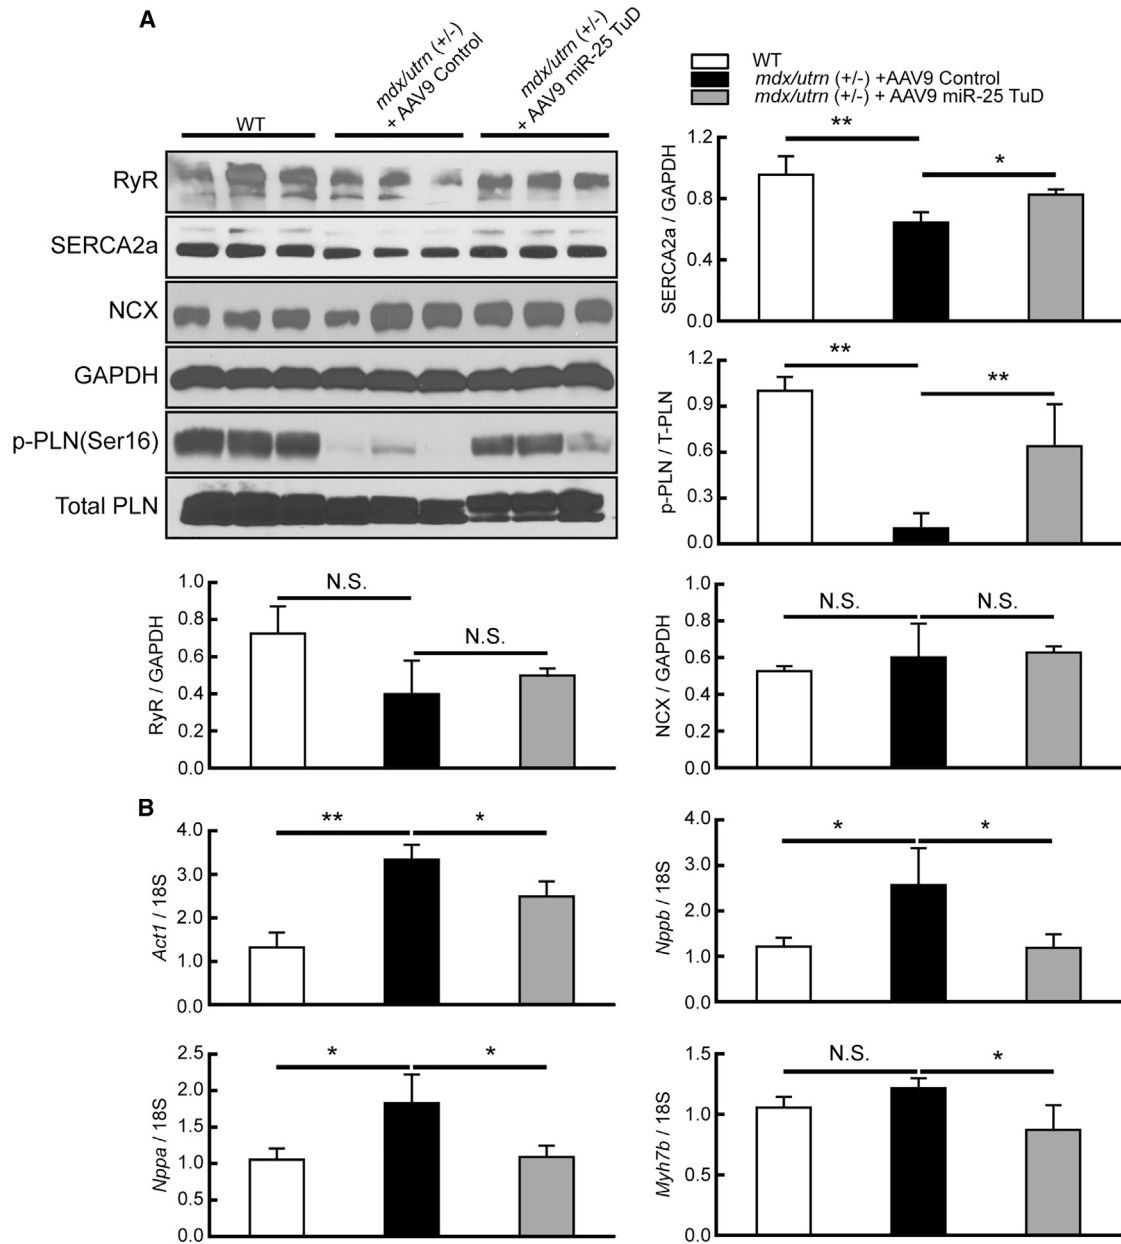 A
WT
mdx/utrn (+/-)
+ AAV9 Control
mdx/utrn (+/-)
+ AAV9 miR-25 TuD
RyR
SERCA2a
NCX
GAPDH
p-PLN(Ser16)
Total PLN
WT
mdx/utrn (+/-) +AAV9 Control
mdx/utrn (+/-) + AAV9 miR-25 TuD
SERCA2a / GAPDH
1.2
0.8
0.4
0.0
**
*
p-PLN / T-PLN
1.2
0.9
0.6
0.3
0.0
**
**
RyR / GAPDH
1.0
0.8
0.6
0.4
0.2
0.0
N.S.
N.S.
NCX / GAPDH
1.0
0.8
0.6
0.4
0.2
0.0
N.S.
N.S.
B
Act1 / 18S
4.0
3.0
2.0
1.0
0.0
**
*
Nppb / 18S
4.0
3.0
2.0
1.0
0.0
*
*
Nppa / 18S
2.5
2.0
1.5
1.0
0.5
0.0
*
*
Myh7b / 18S
1.5
1.0
0.5
0.0
N.S.
*